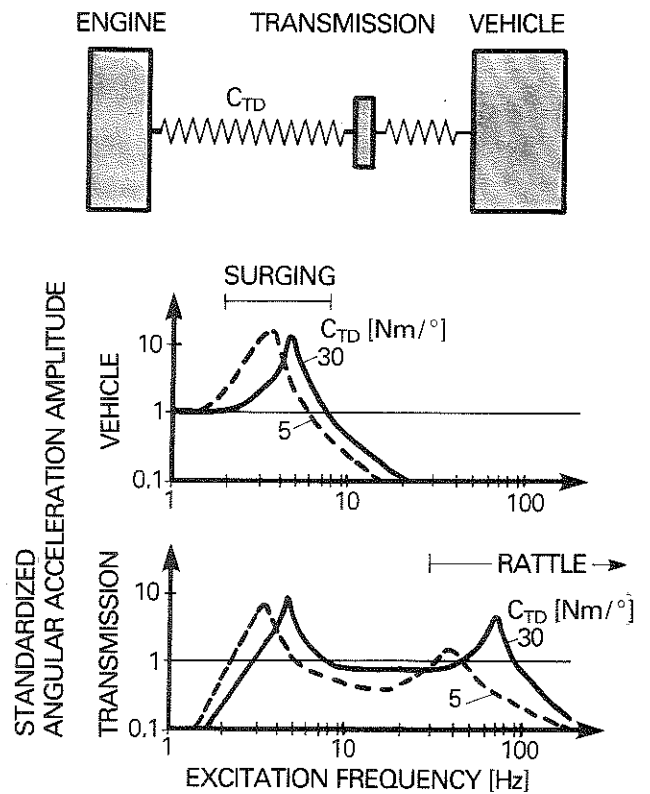 ENGINE TRANSMISSION VEHICLE
C_TD
STANDARDIZED
ANGULAR ACCELERATION AMPLITUDE
VEHICLE
SURGING
C_TD [Nm/°]
10
30
1
5
0.1
1 10 100
TRANSMISSION
RATTLE
10
C_TD [Nm/°]
30
1
5
0.1
1 10 100
EXCITATION FREQUENCY [Hz]